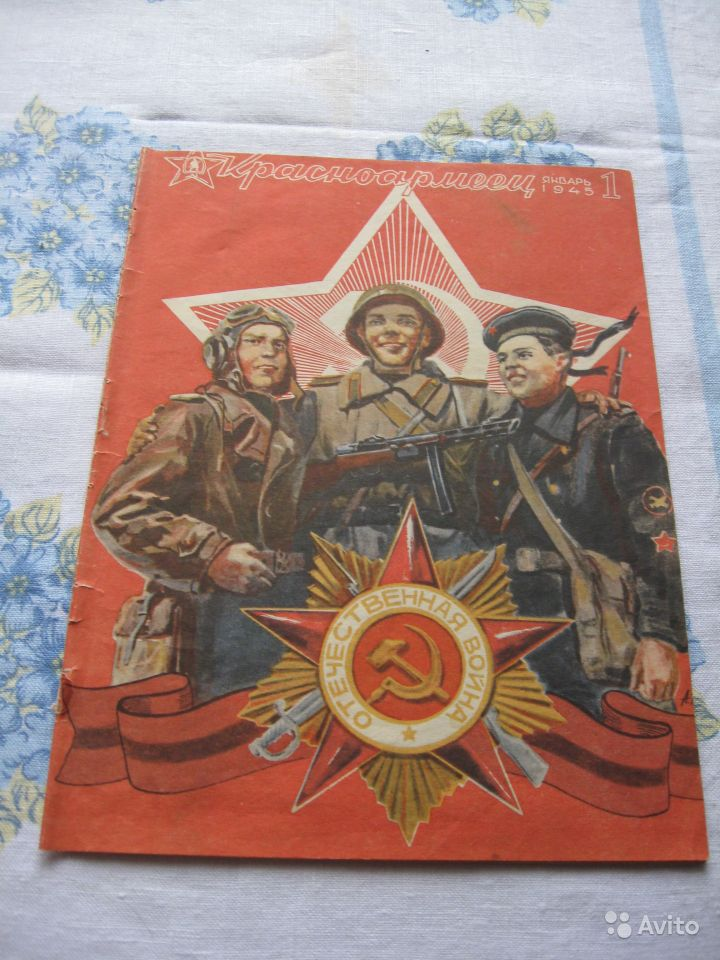 Красноармеец
ЯНВАРЬ
1945
1
ОТЕЧЕСТВЕННАЯ ВОЙНА
Avito